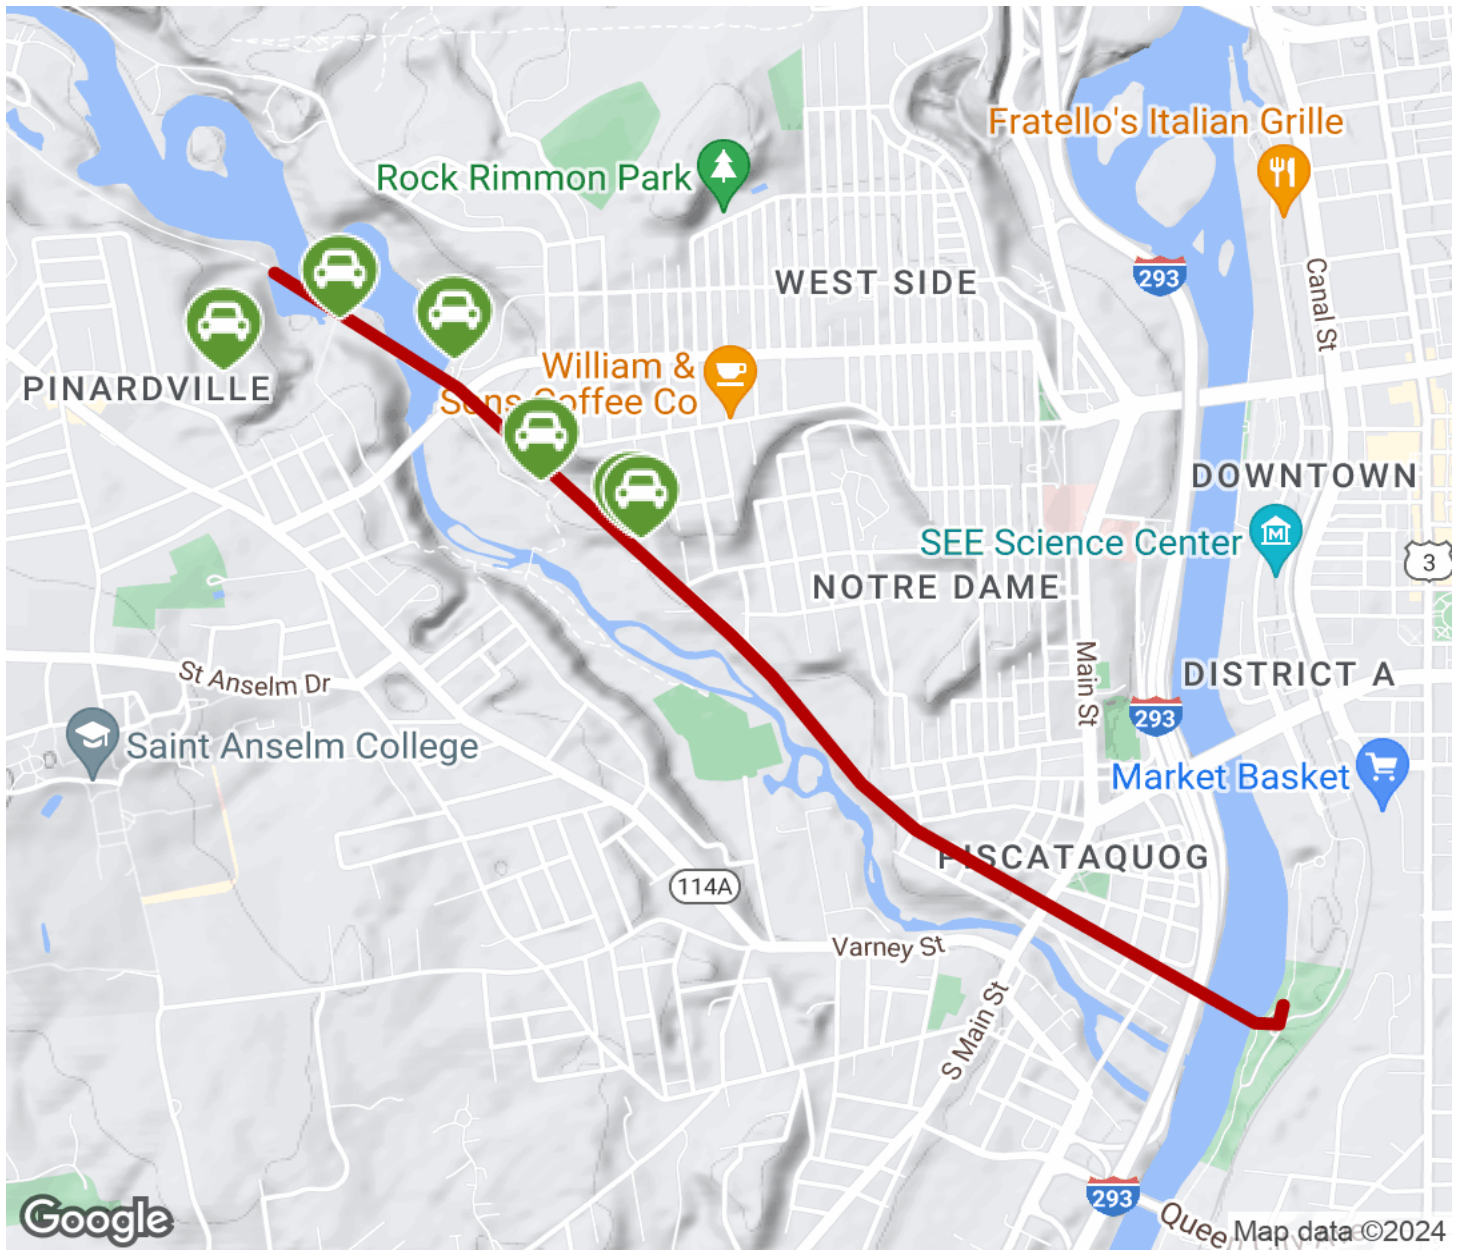 Fratello's Italian Grille
Rock Rimmon Park
293
WEST SIDE
Canal St
William &
Sons Coffee Co
PINARDVILLE
DOWNTOWN
SEE Science Center
3
NOTRE DAME
Main St
St Anselm Dr
DISTRICT A
293
Saint Anselm College
Market Basket
PISCATAQUOG
114A
Varney St
S Main St
293
Quee
Google
Map data ©2024